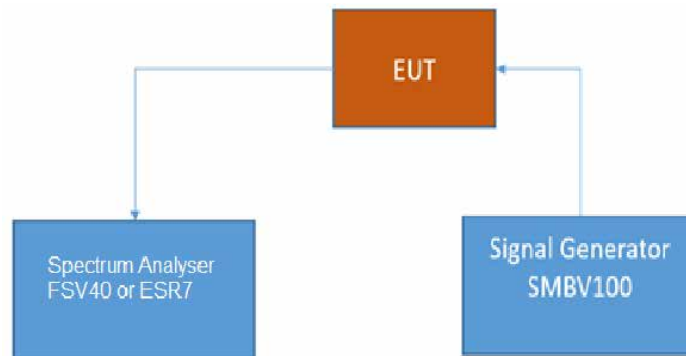 EUT
Spectrum Analyser
FSV40 or ESR7
Signal Generator
SMBV100